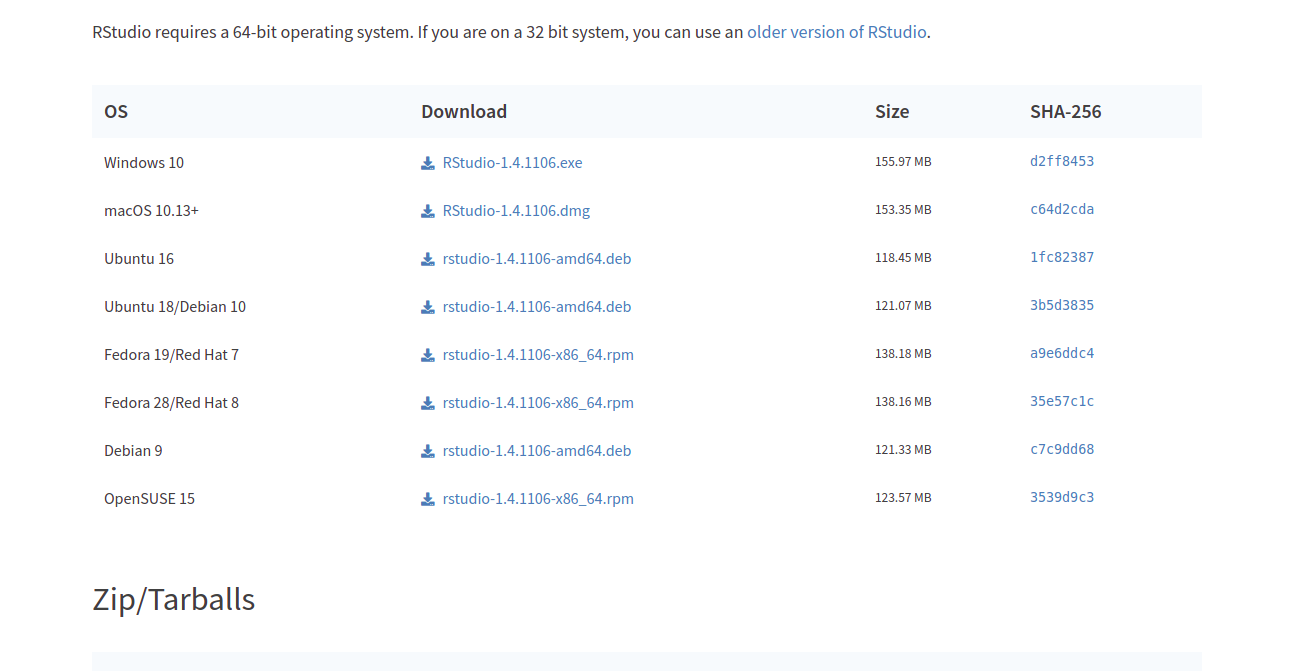 RStudio requires a 64-bit operating system. If you are on a 32 bit system, you can use an older version of RStudio.
OS Download Size SHA-256
Windows 10 RStudio-1.4.1106.exe 155.97 MB d2ff8453
macOS 10.13+ RStudio-1.4.1106.dmg 153.35 MB c64d2cda
Ubuntu 16 rstudio-1.4.1106-amd64.deb 118.45 MB 1fc82387
Ubuntu 18/Debian 10 rstudio-1.4.1106-amd64.deb 121.07 MB 3b5d3835
Fedora 19/Red Hat 7 rstudio-1.4.1106-x86_64.rpm 138.18 MB a9e6ddc4
Fedora 28/Red Hat 8 rstudio-1.4.1106-x86_64.rpm 138.16 MB 35e57c1c
Debian 9 rstudio-1.4.1106-amd64.deb 121.33 MB c7c9dd68
OpenSUSE 15 rstudio-1.4.1106-x86_64.rpm 123.57 MB 3539d9c3
Zip/Tarballs